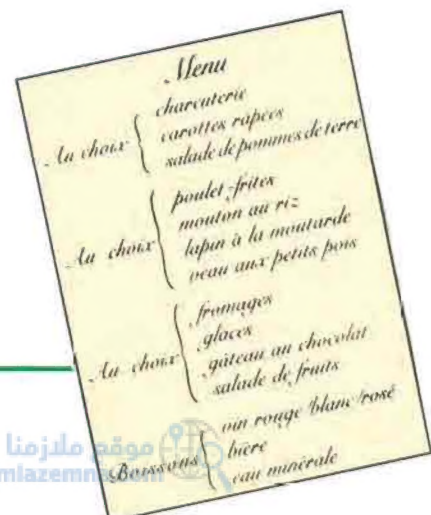 Menu
charcuterie
Au choix carottes rapées
salade de pommes de terre
poulet-frites
mouton au riz
Au choix lapin à la moutarde
veau aux petits pois
fromages
glaces
Au choix gâteau au chocolat
salade de fruits
vin rouge/blanc/rosé
Boissons bière
eau minérale
موقع ملازمنا
mlazemna